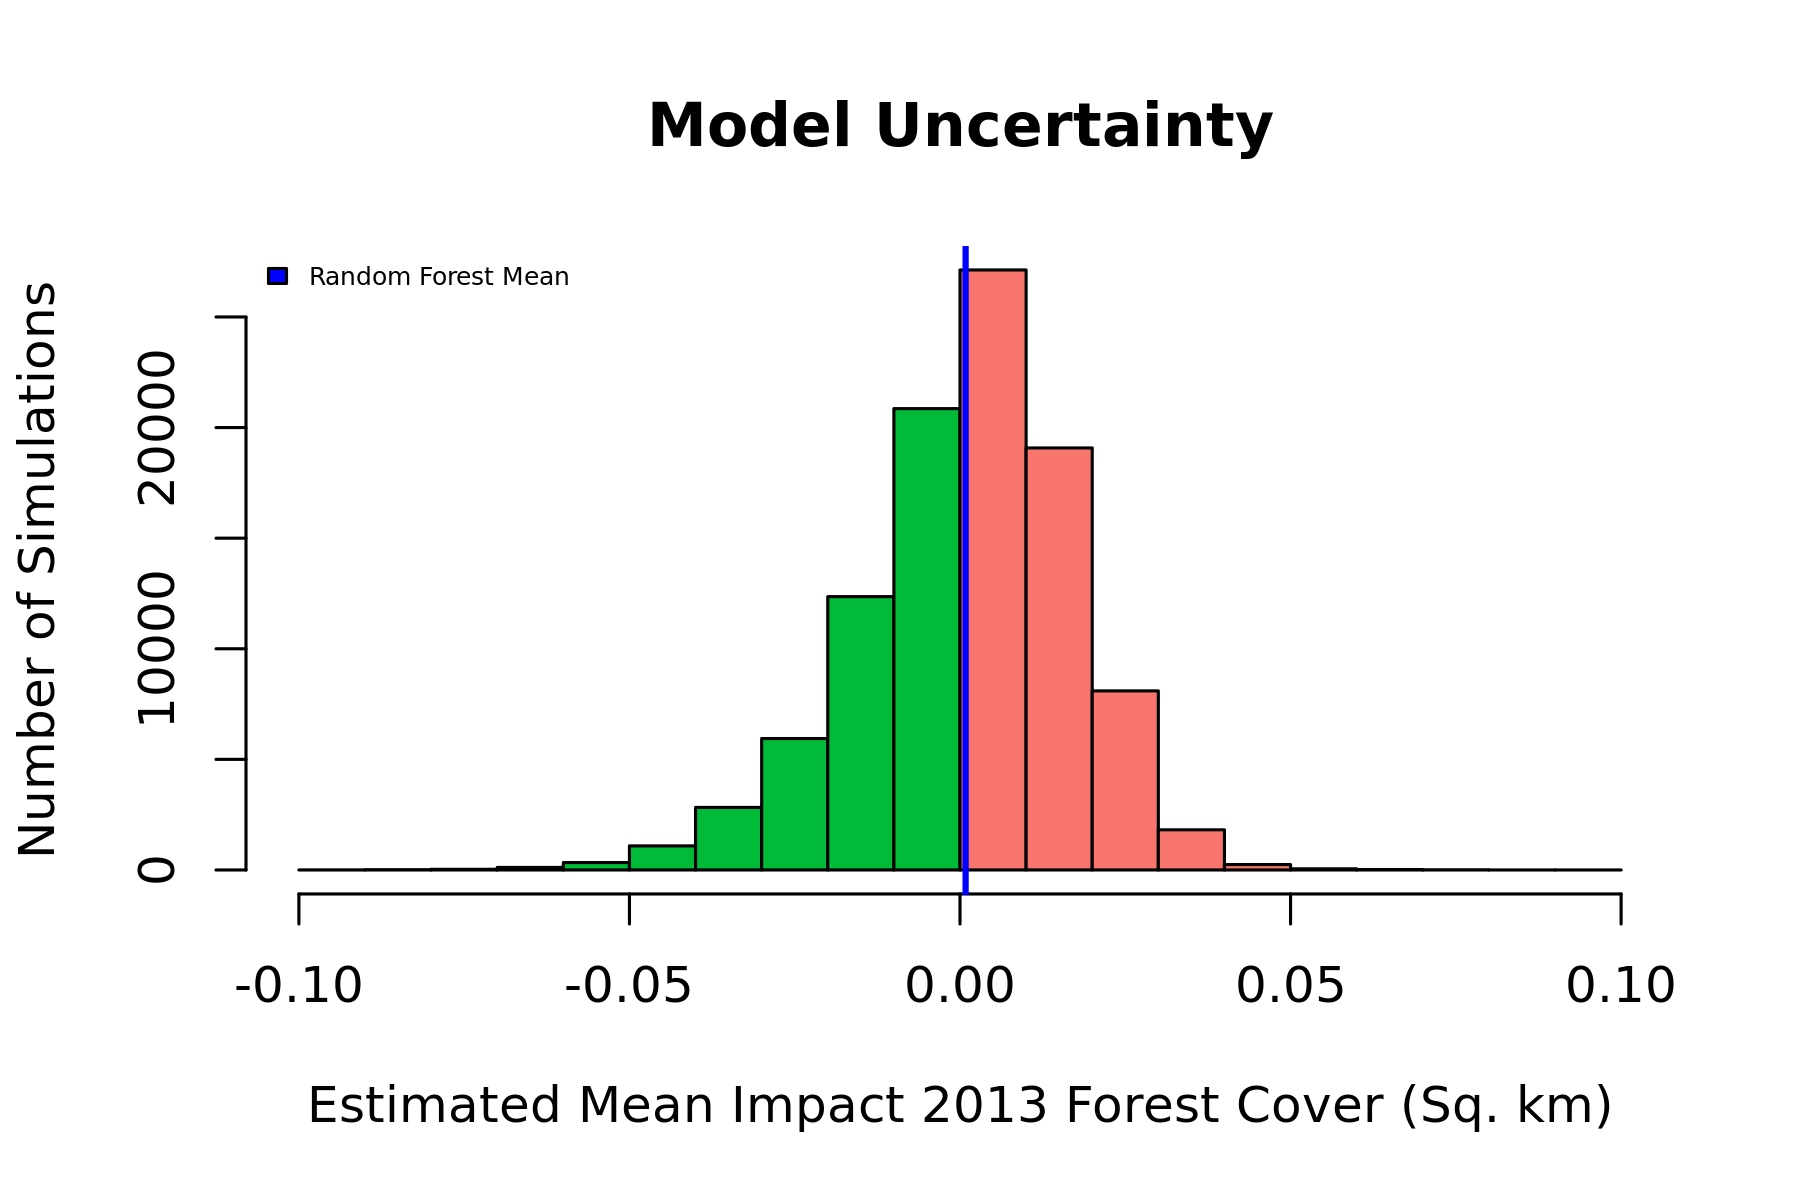 Model Uncertainty
Random Forest Mean
Number of Simulations
20000
10000
0
-0.10 -0.05 0.00 0.05 0.10
Estimated Mean Impact 2013 Forest Cover (Sq. km)